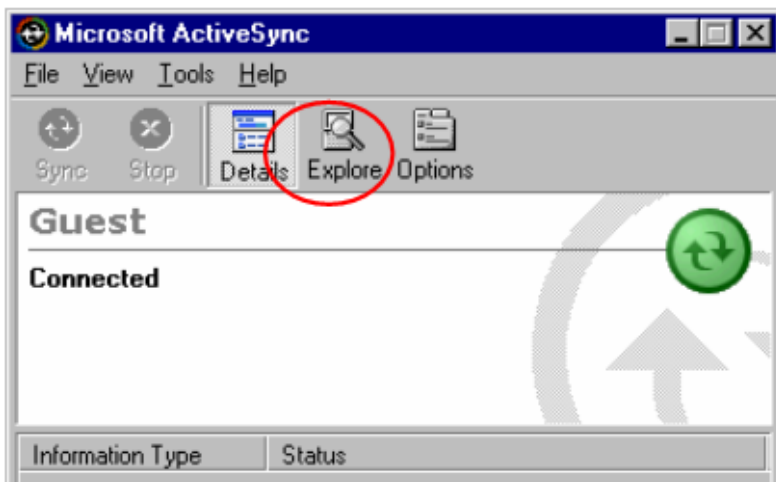 Microsoft ActiveSync
File View Tools Help
Sync Stop Details Explore Options
Guest
Connected
Information Type Status